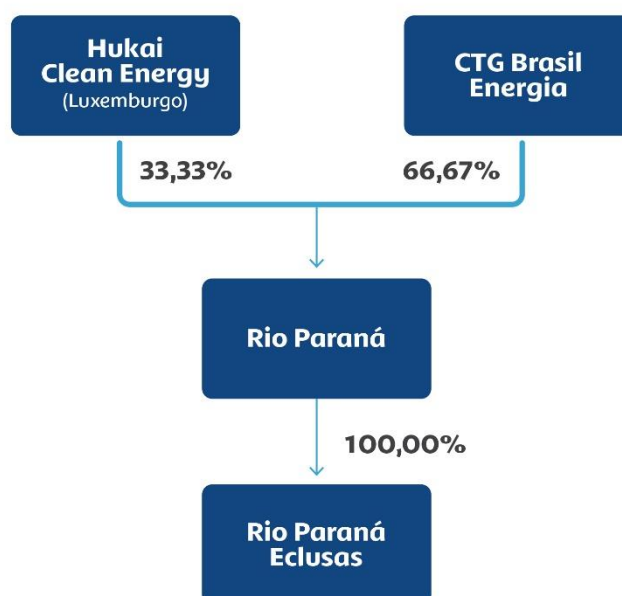 Hukai
Clean Energy
(Luxemburgo)
CTG Brasil
Energia
33,33%
66,67%
Rio Paraná
100,00%
Rio Paraná
Eclusas